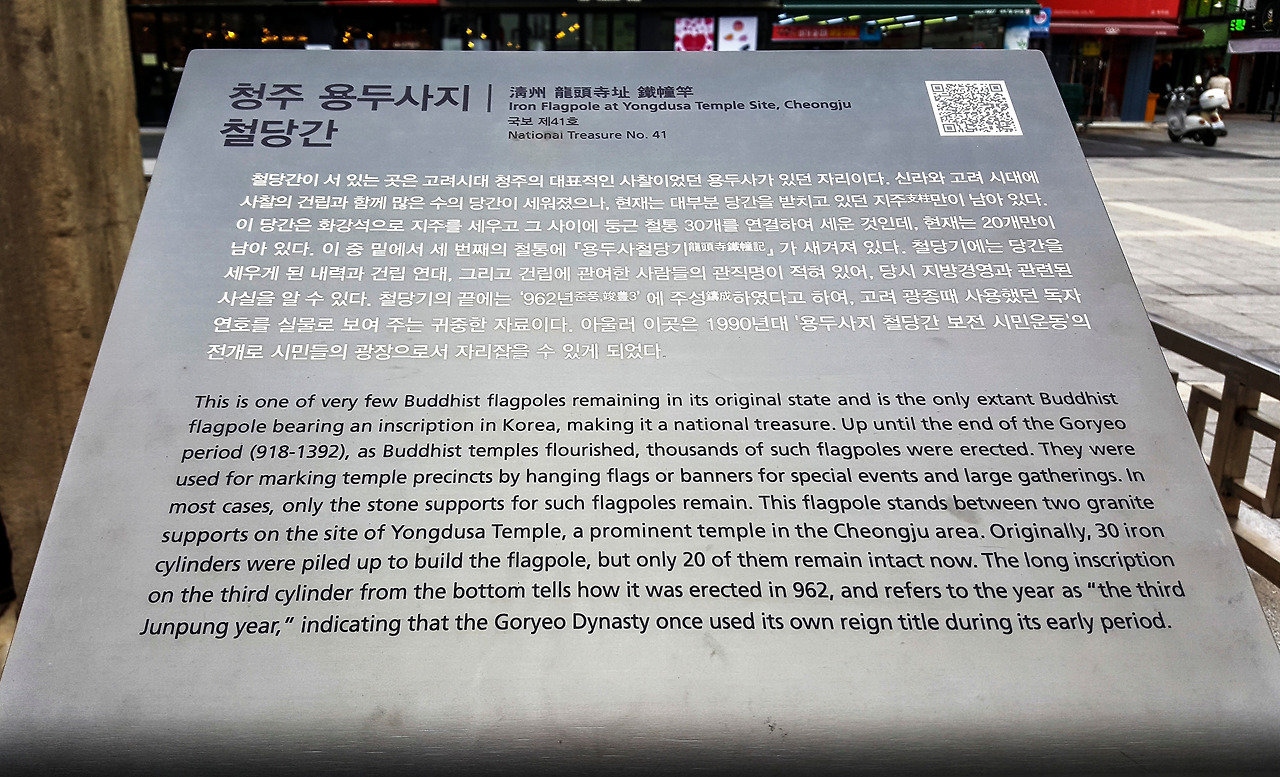 청주 용두사지
철당간
淸州 龍頭寺址 鐵幢竿
Iron Flagpole at Yongdusa Temple Site, Cheongju
국보 제41호
National Treasure No. 41
철당간이 서 있는 곳은 고려시대 청주의 대표적인 사찰이었던 용두사가 있던 자리이다. 신라와 고려 시대에
사찰의 건립과 함께 많은 수의 당간이 세워졌으나, 현재는 대부분 당간을 받치고 있던 지주支柱만이 남아 있다.
이 당간은 화강석으로 지주를 세우고 그 사이에 둥근 철통 30개를 연결하여 세운 것인데, 현재는 20개만이
남아 있다. 이 중 밑에서 세 번째의 철통에 「용두사철당기龍頭寺鐵幢記」가 새겨져 있다. 철당기에는 당간을
세우게 된 내력과 건립 연대, 그리고 건립에 관여한 사람들의 관직명이 적혀 있어, 당시 지방경영과 관련된
사실을 알 수 있다. 철당기의 끝에는 '962년준풍,峻豊3' 에 주성鑄成하였다고 하여, 고려 광종때 사용했던 독자
연호를 실물로 보여 주는 귀중한 자료이다. 아울러 이곳은 1990년대 '용두사지 철당간 보전 시민운동'의
전개로 시민들의 광장으로서 자리잡을 수 있게 되었다.
This is one of very few Buddhist flagpoles remaining in its original state and is the only extant Buddhist
flagpole bearing an inscription in Korea, making it a national treasure. Up until the end of the Goryeo
period (918-1392), as Buddhist temples flourished, thousands of such flagpoles were erected. They were
used for marking temple precincts by hanging flags or banners for special events and large gatherings. In
most cases, only the stone supports for such flagpoles remain. This flagpole stands between two granite
supports on the site of Yongdusa Temple, a prominent temple in the Cheongju area. Originally, 30 iron
cylinders were piled up to build the flagpole, but only 20 of them remain intact now. The long inscription
on the third cylinder from the bottom tells how it was erected in 962, and refers to the year as “the third
Junpung year,” indicating that the Goryeo Dynasty once used its own reign title during its early period.